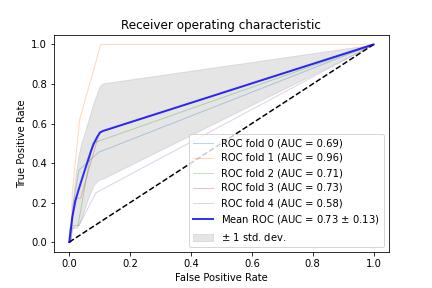 Receiver operating characteristic
True Positive Rate
1.0
0.8
0.6
0.4
0.2
0.0
ROC fold 0 (AUC = 0.69)
ROC fold 1 (AUC = 0.96)
ROC fold 2 (AUC = 0.71)
ROC fold 3 (AUC = 0.73)
ROC fold 4 (AUC = 0.58)
Mean ROC (AUC = 0.73 ± 0.13)
± 1 std. dev.
0.0 0.2 0.4 0.6 0.8 1.0
False Positive Rate